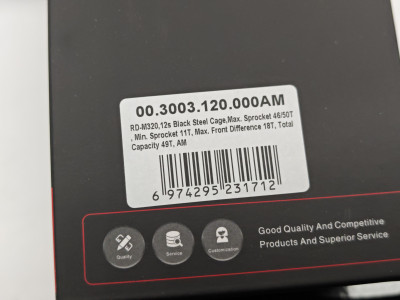 00.3003.120.000AM
RD-M320,12s Black Steel Cage,Max. Sprocket 46/50T
, Min. Sprocket 11T, Max. Front Difference 18T, Total
Capacity 49T, AM
6 974295 231712
Quality
Service
Customization
Good Quality And Competitive
Products And Superior Service